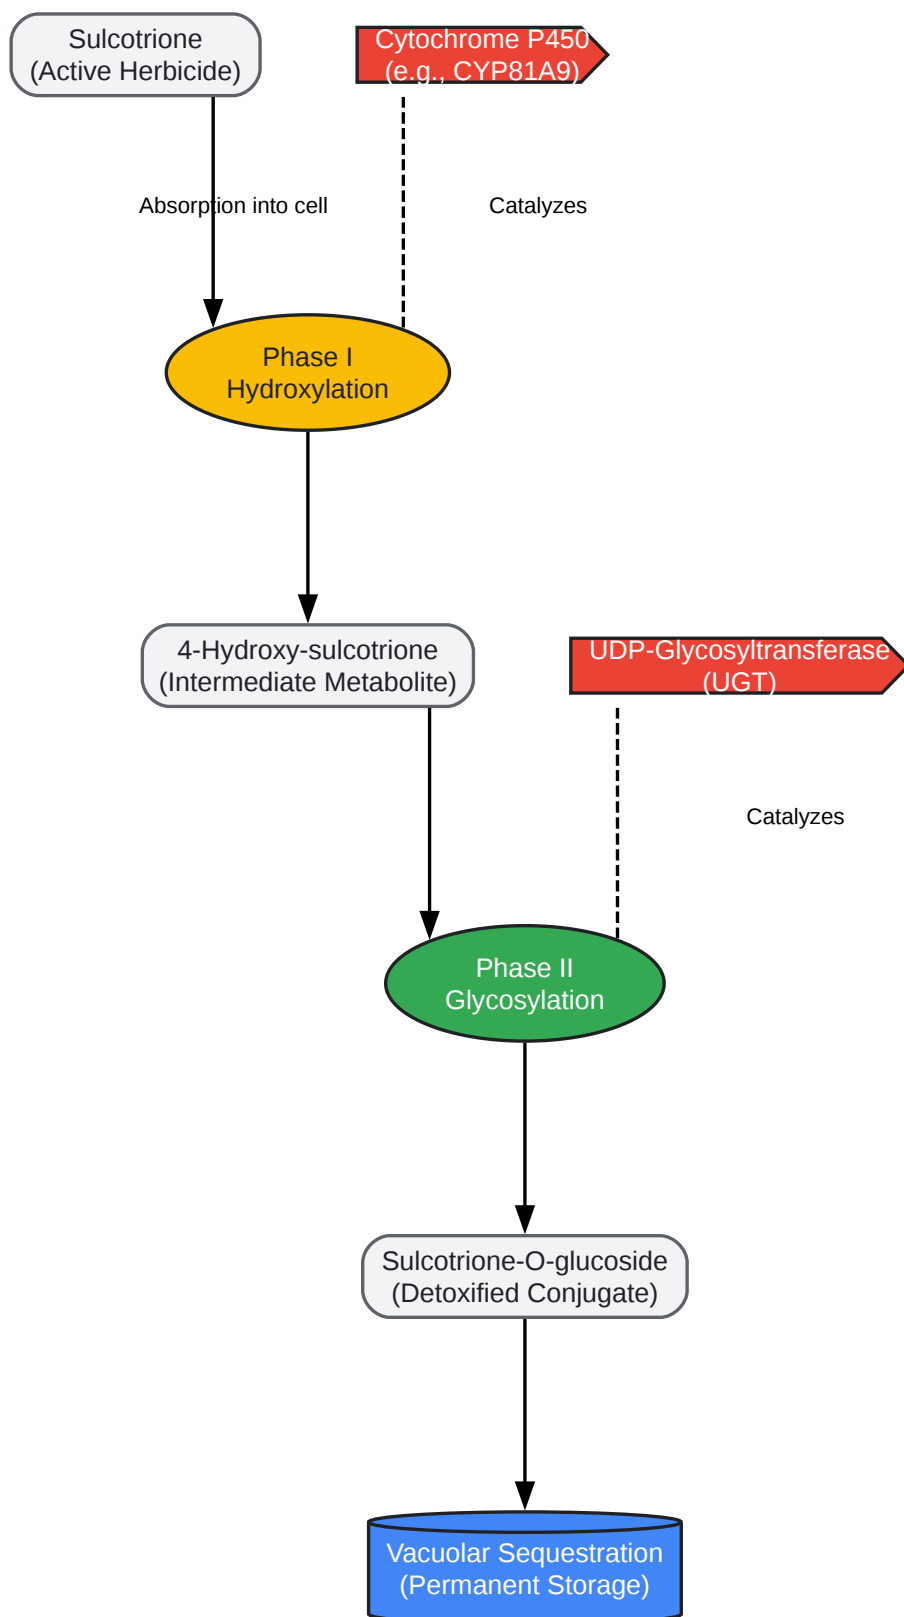 Sulcotrione
(Active Herbicide)
Cytochrome P450
(e.g., CYP81A9)
Absorption into cell
Catalyzes
Phase I
Hydroxylation
4-Hydroxy-sulcotrione
(Intermediate Metabolite)
UDP-Glycosyltransferase
(UGT)
Catalyzes
Phase II
Glycosylation
Sulcotrione-O-glucoside
(Detoxified Conjugate)
Vacuolar Sequestration
(Permanent Storage)